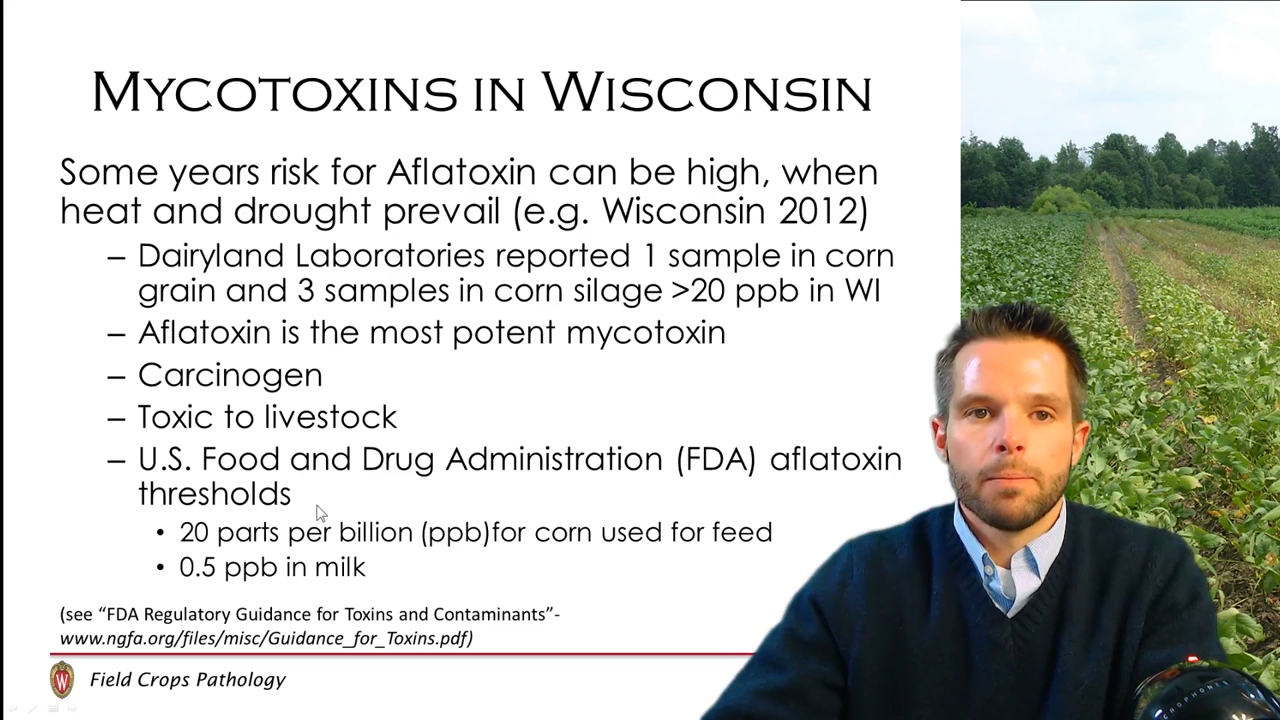 MYCOTOXINS IN WISCONSIN
Some years risk for Aflatoxin can be high, when
heat and drought prevail (e.g. Wisconsin 2012)
– Dairyland Laboratories reported 1 sample in corn
grain and 3 samples in corn silage >20 ppb in WI
– Aflatoxin is the most potent mycotoxin
– Carcinogen
– Toxic to livestock
– U.S. Food and Drug Administration (FDA) aflatoxin
thresholds
• 20 parts per billion (ppb)for corn used for feed
• 0.5 ppb in milk
(see “FDA Regulatory Guidance for Toxins and Contaminants”-
www.ngfa.org/files/misc/Guidance_for_Toxins.pdf)
W
Field Crops Pathology
CROPHONES